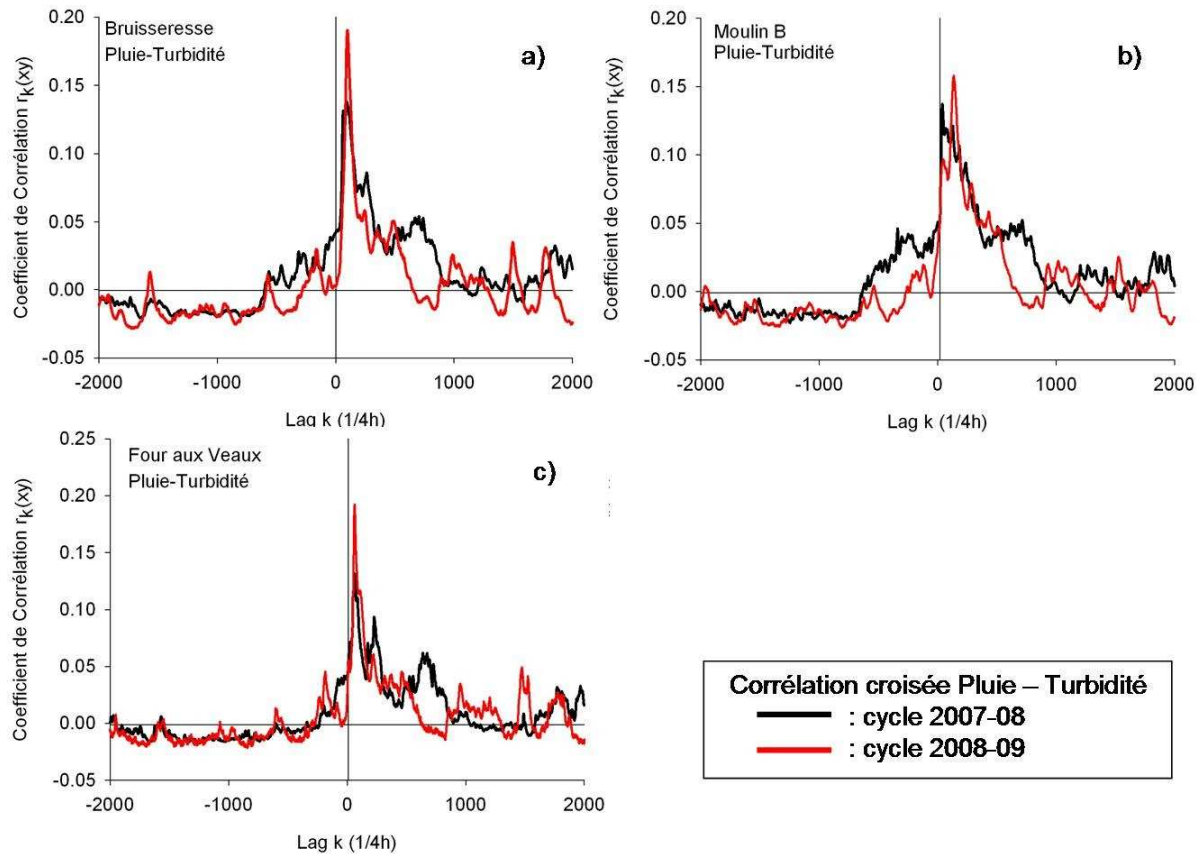 Bruisseresse
Pluie-Turbidité
a)
Coefficient de Corrélation rk(xy)
0.20
0.15
0.10
0.05
0.00
-0.05
-2000
-1000
0
1000
2000
Lag k (1/4h)
Moulin B
Pluie-Turbidité
b)
Coefficient de Corrélation rk(xy)
0.20
0.15
0.10
0.05
0.00
-0.05
-2000
-1000
0
1000
2000
Lag k (1/4h)
Four aux Veaux
Pluie-Turbidité
c)
Coefficient de Corrélation rk(xy)
0.25
0.20
0.15
0.10
0.05
0.00
-0.05
-2000
-1000
0
1000
2000
Lag k (1/4h)
Corrélation croisée Pluie – Turbidité
: cycle 2007-08
: cycle 2008-09